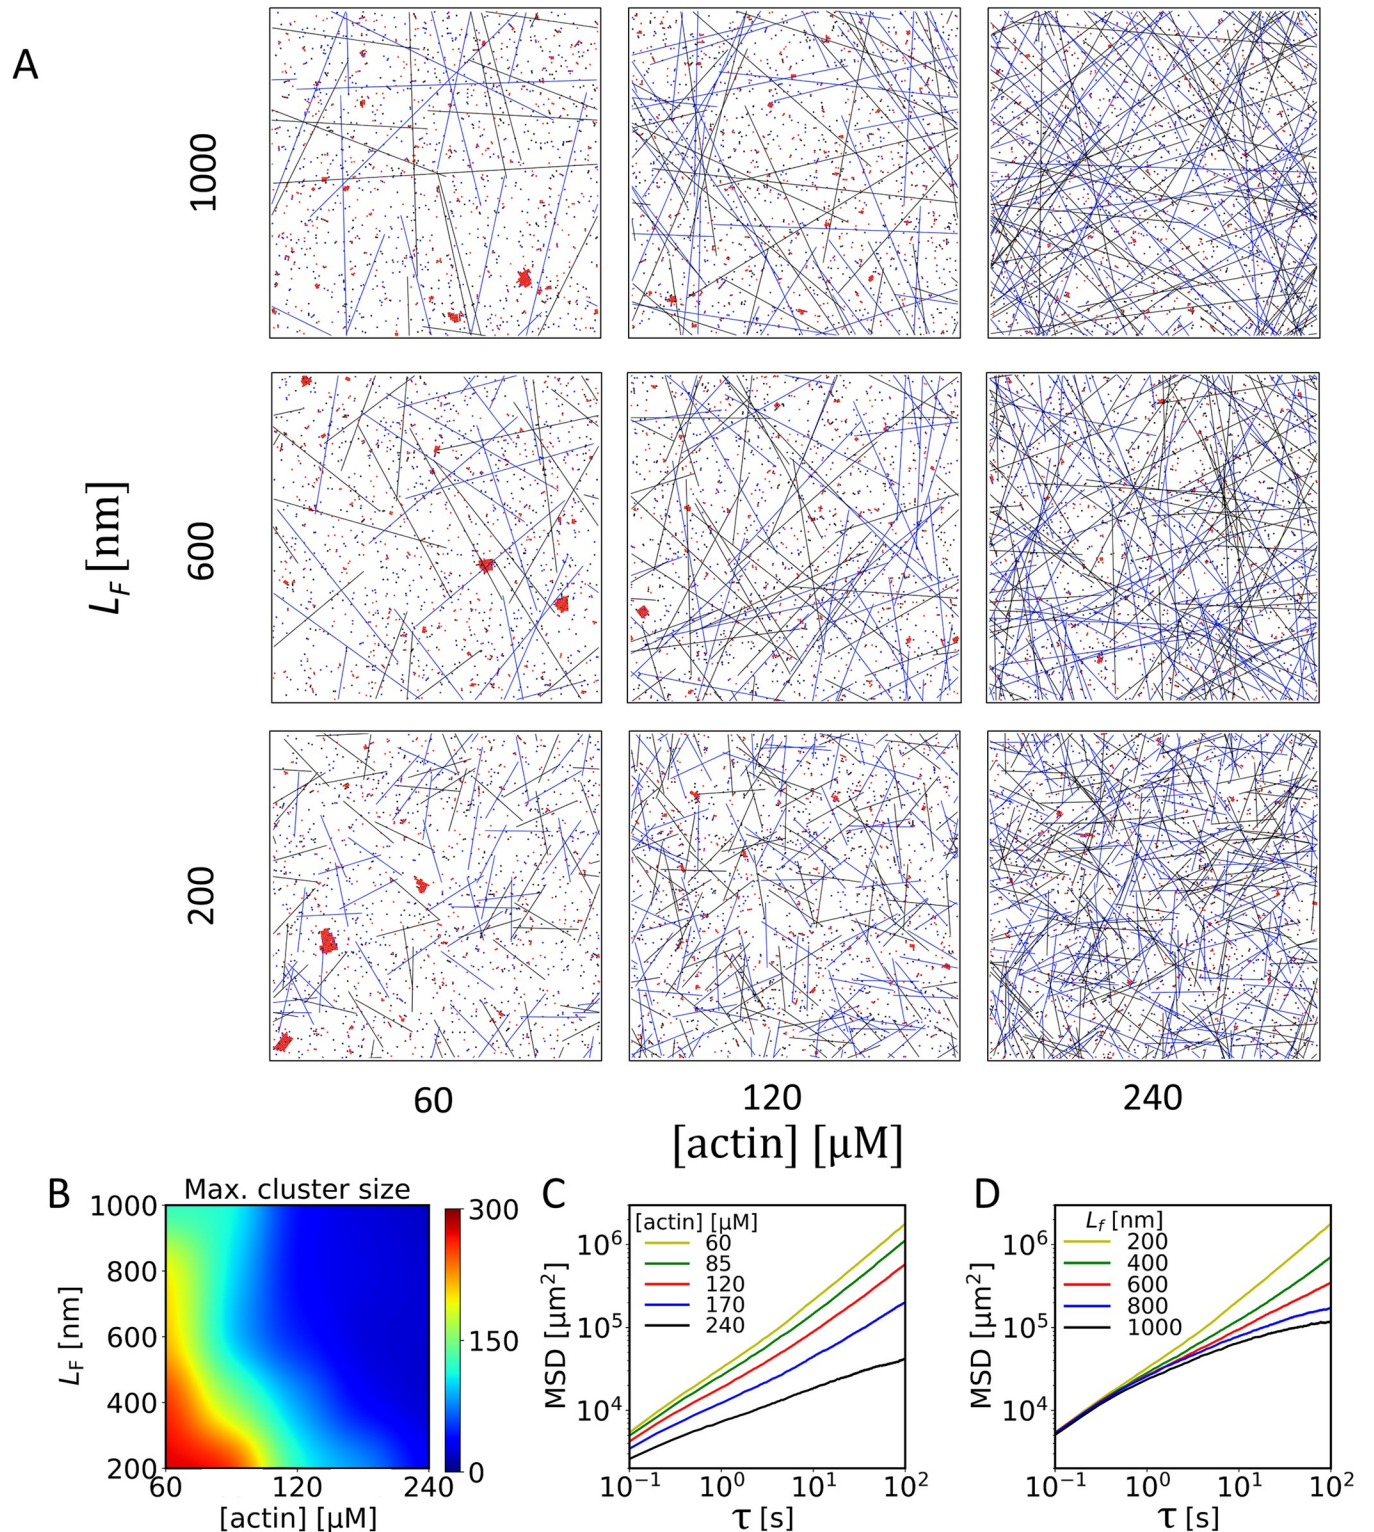 A
1000
600
200
L_F [nm]
60 120 240
[actin] [μM]
B
Max. cluster size
1000
800
600
400
200
L_F [nm]
60 120 240
[actin] [μM]
300
150
0
C
[actin] [μM]
60
85
120
170
240
MSD [μm²]
10⁶
10⁵
10⁴
10⁻¹ 10⁰ 10¹ 10²
τ [s]
D
L_f [nm]
200
400
600
800
1000
MSD [μm²]
10⁶
10⁵
10⁴
10⁻¹ 10⁰ 10¹ 10²
τ [s]